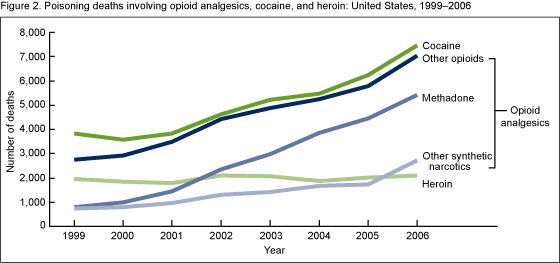 Figure 2. Poisoning deaths involving opioid analgesics, cocaine, and heroin: United States, 1999–2006
8,000
7,000
6,000
5,000
4,000
3,000
2,000
1,000
0
Number of deaths
Cocaine
Other opioids
Methadone
Opioid
analgesics
Other synthetic
narcotics
Heroin
1999 2000 2001 2002 2003 2004 2005 2006
Year